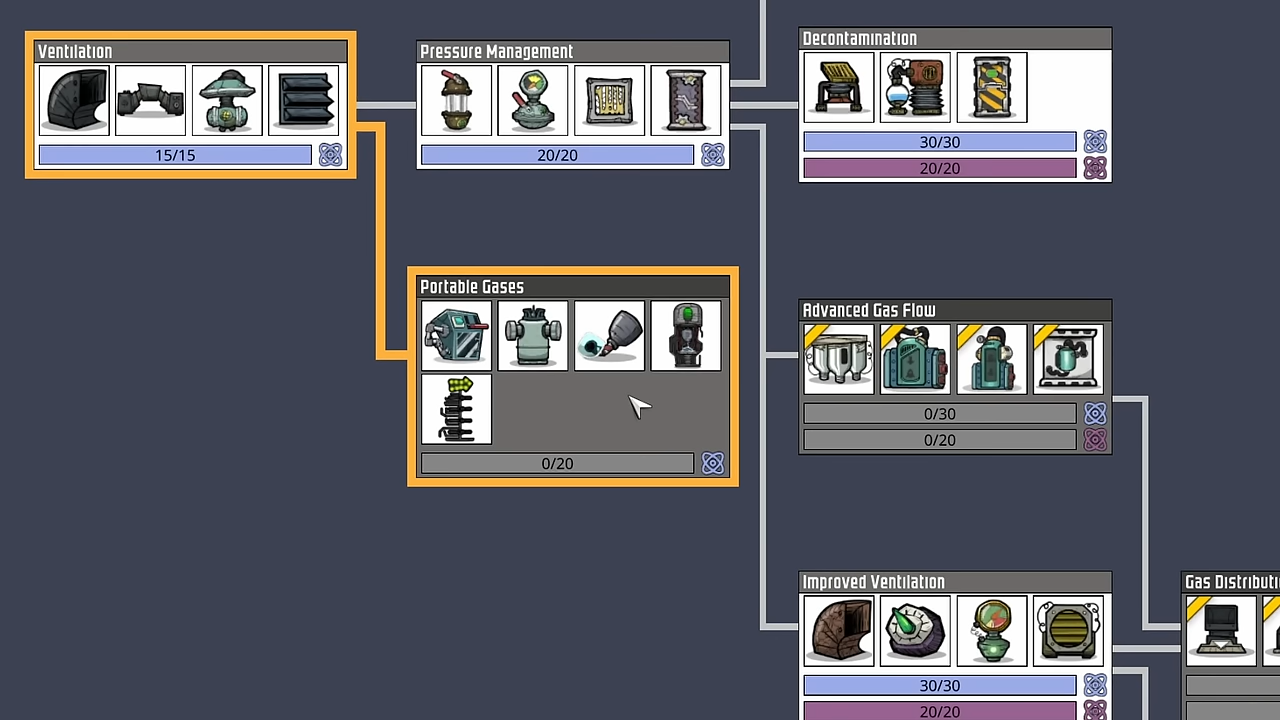 Ventilation
15/15
Pressure Management
20/20
Decontamination
30/30
20/20
Portable Gases
0/20
Advanced Gas Flow
0/30
0/20
Improved Ventilation
30/30
20/20
Gas Distributi